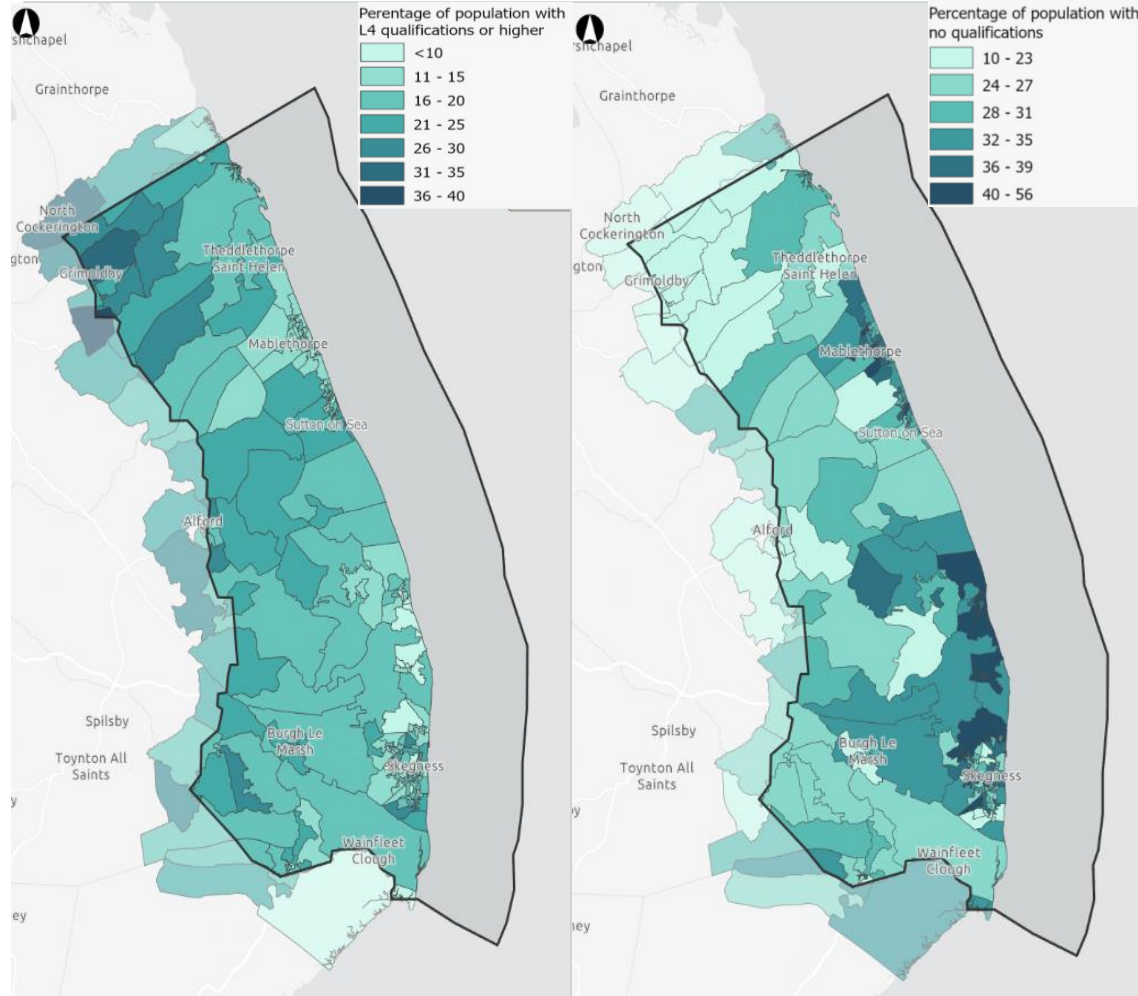 Perentage of population with
L4 qualifications or higher
<10
11 - 15
16 - 20
21 - 25
26 - 30
31 - 35
36 - 40
Grainthorpe
North
Cockerington
Grimoldby
Theddlethorpe
Saint Helen
Mablethorpe
Sutton on Sea
Alford
Spilsby
Toynton All
Saints
Burgh Le
Marsh
Skegness
Wainfleet
Clough
Percentage of population with
no qualifications
10 - 23
24 - 27
28 - 31
32 - 35
36 - 39
40 - 56
Grainthorpe
North
Cockerington
Grimoldby
Theddlethorpe
Saint Helen
Mablethorpe
Sutton on Sea
Alford
Spilsby
Toynton All
Saints
Burgh Le
Marsh
Skegness
Wainfleet
Clough